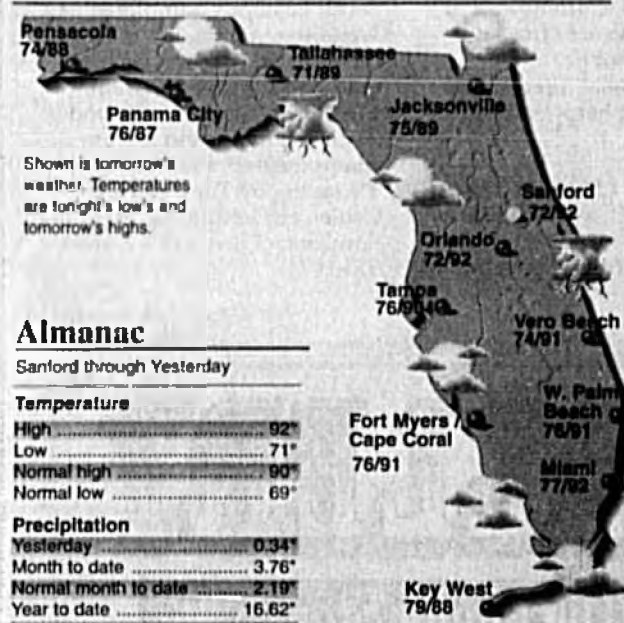 Pensacola
74/88
Tallahassee
71/89
Panama City
76/87
Jacksonville
75/89
Shown is tomorrow's
weather. Temperatures
are tonight's low's and
tomorrow's highs.
Sanford
72/92
Orlando
72/92
Tampa
Vero Beach
74/91
Almanac
Sanford through Yesterday
Temperature
High ........................ 92°
Low ........................ 71°
Normal high ................ 90°
Normal low ................ 69°
Precipitation
Yesterday ................ 0.34"
Month to date ............ 3.76"
Normal month to date ........ 2.19"
Year to date ............ 16.62"
Fort Myers /
Cape Coral
76/91
W. Palm
Beach
76/91
Miami
77/92
Key West
79/88